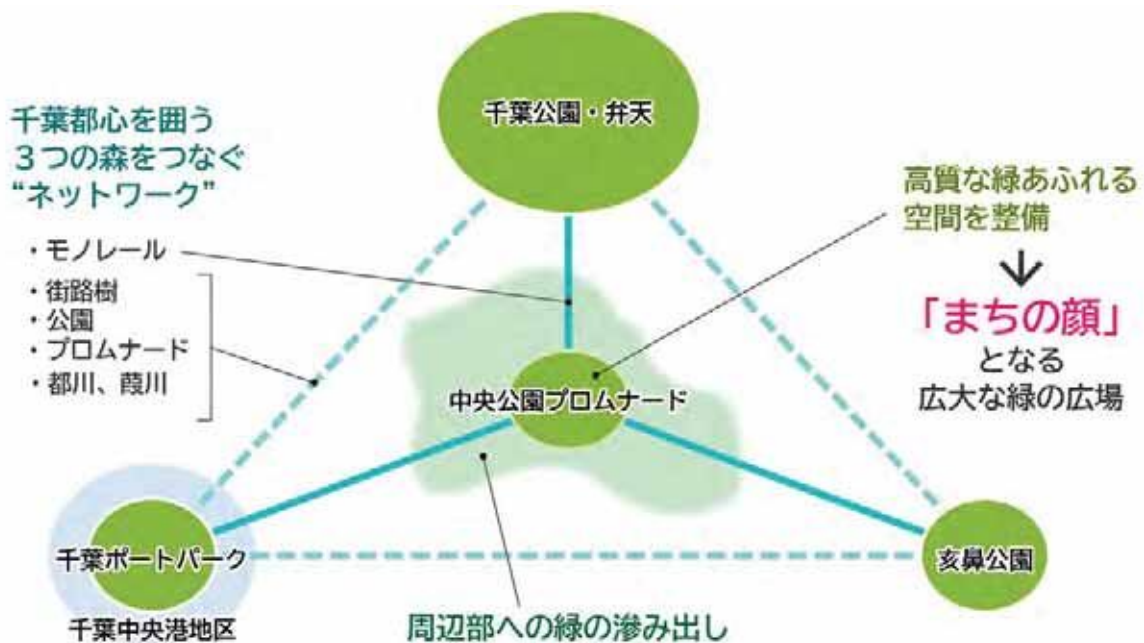 千葉公園・弁天
千葉都心を囲う
３つの森をつなぐ
“ネットワーク”
・モノレール
・街路樹
・公園
・プロムナード
・都川、葭川
高質な緑あふれる
空間を整備
↓
「まちの顔」
となる
広大な緑の広場
中央公園プロムナード
千葉ポートパーク
千葉中央港地区
亥鼻公園
周辺部への緑の滲み出し